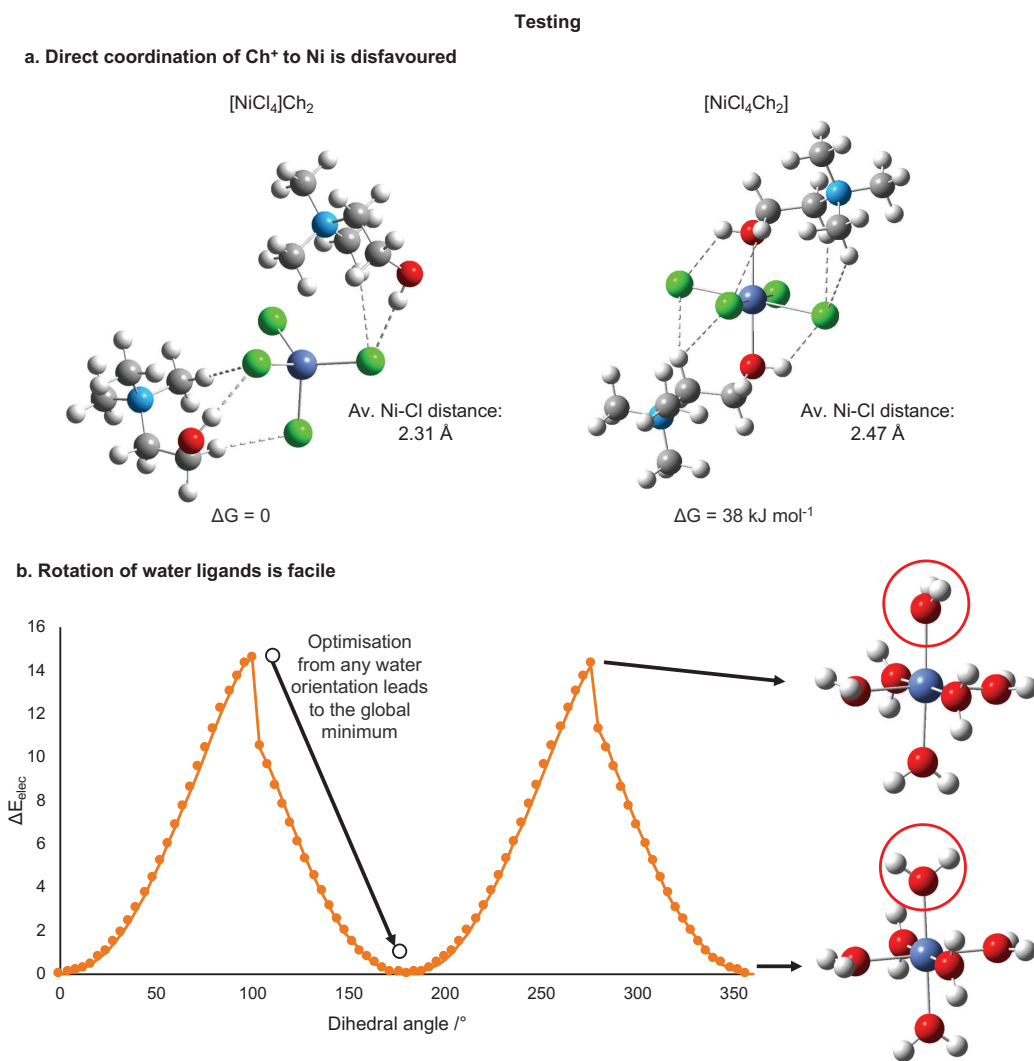 Testing
a. Direct coordination of Ch⁺ to Ni is disfavoured
[NiCl₄]Ch₂
[NiCl₄Ch₂]
Av. Ni-Cl distance:
2.31 Å
Av. Ni-Cl distance:
2.47 Å
ΔG = 0
ΔG = 38 kJ mol⁻¹
b. Rotation of water ligands is facile
16
14
12
10
8
6
4
2
0
ΔE_elec
Optimisation
from any water
orientation leads
to the global
minimum
0 50 100 150 200 250 300 350
Dihedral angle /°